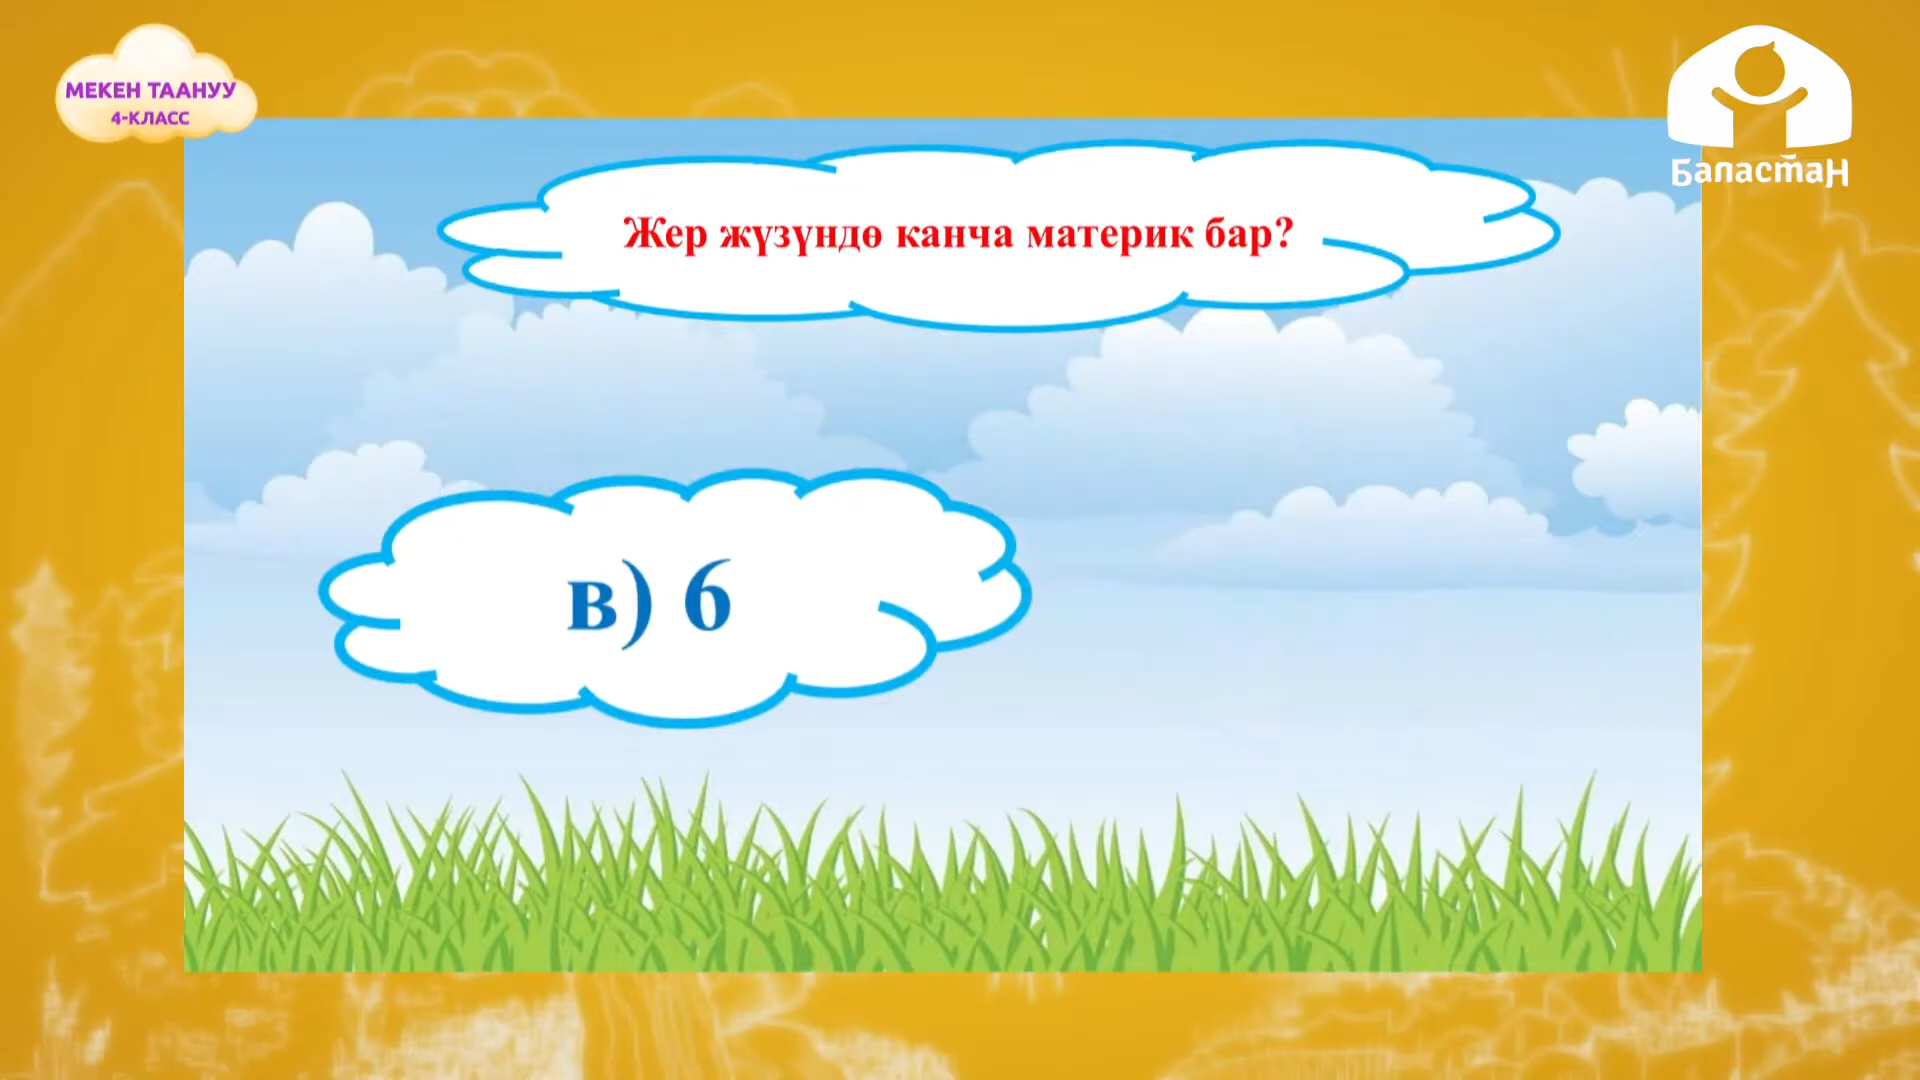 МЕКЕН ТААНУУ
4-КЛАСС
Баластан
Жер жүзүндө канча материк бар?
в) 6